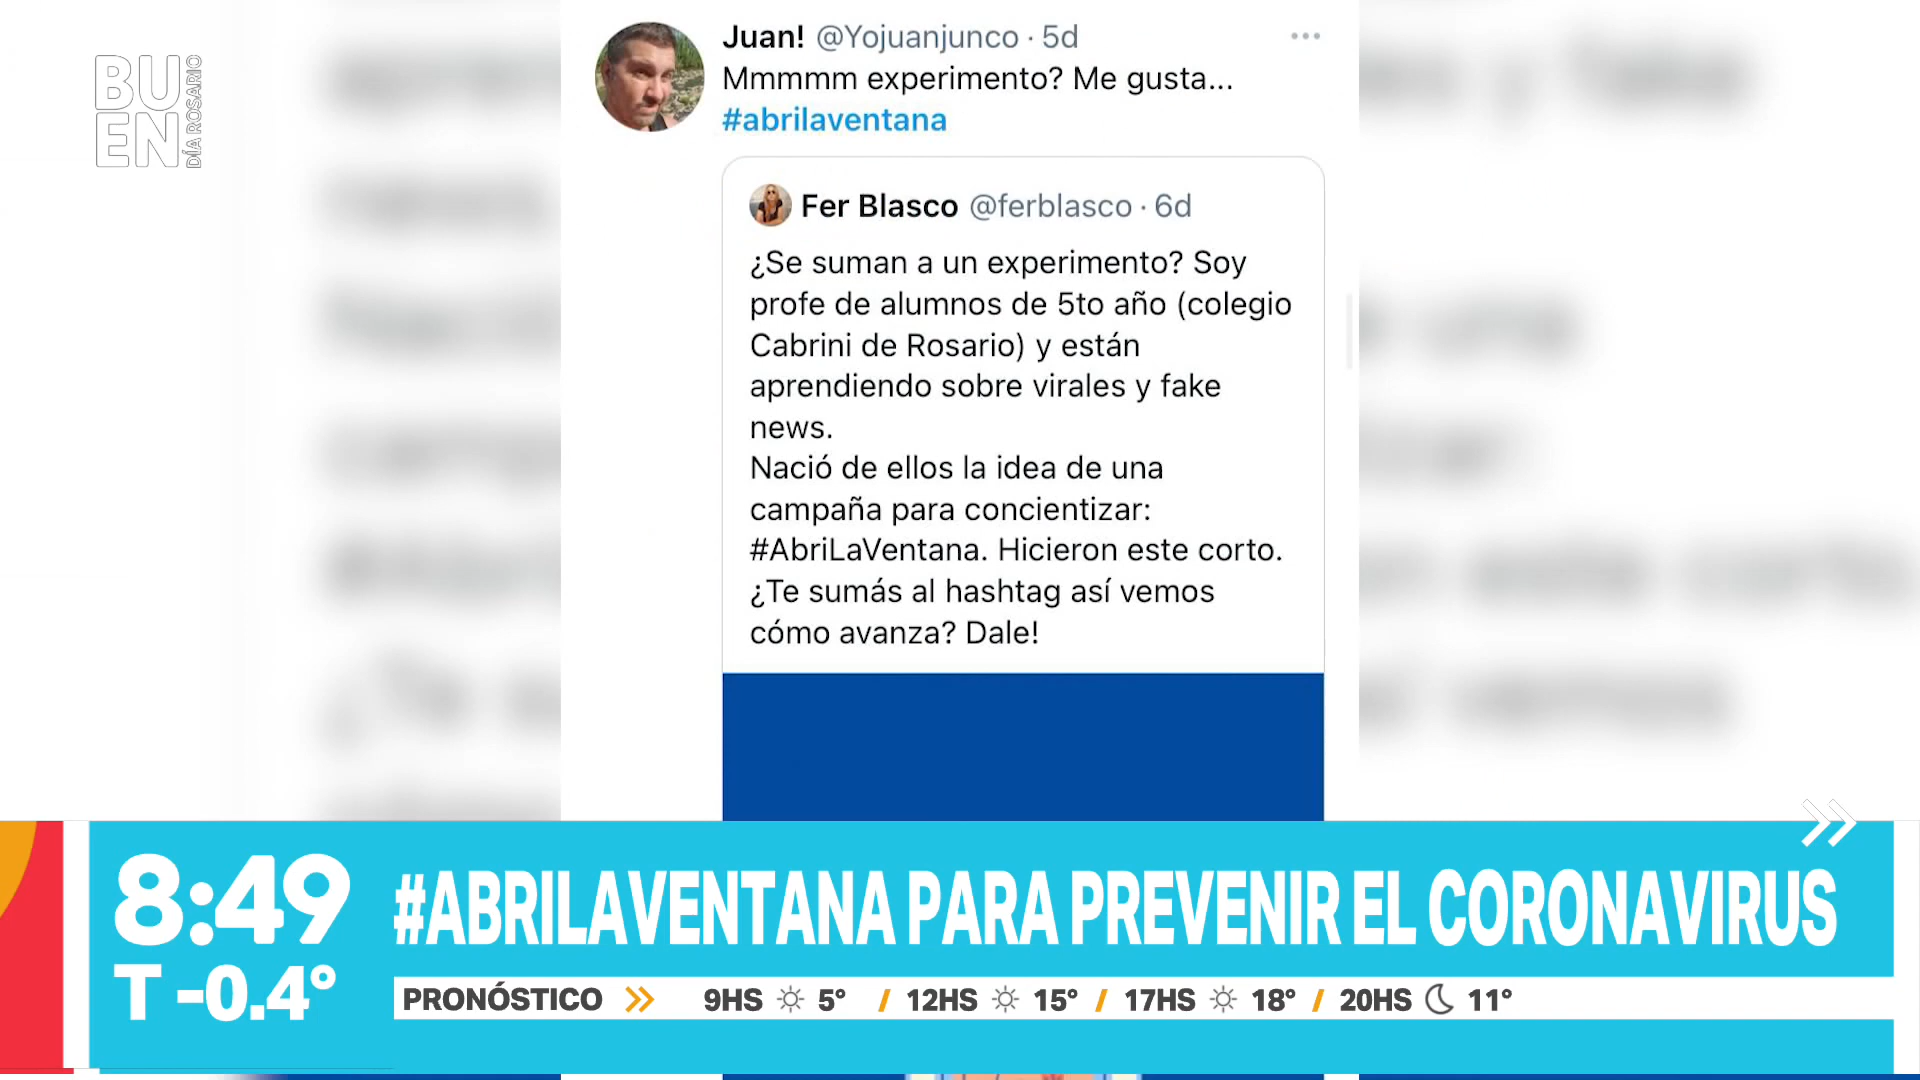 BU
EN
DÍA ROSARIO
Juan! @Yojuanjunco · 5d
Mmmmm experimento? Me gusta...
#abrilaventana
Fer Blasco @ferblasco · 6d
¿Se suman a un experimento? Soy
profe de alumnos de 5to año (colegio
Cabrini de Rosario) y están
aprendiendo sobre virales y fake
news.
Nació de ellos la idea de una
campaña para concientizar:
#AbriLaVentana. Hicieron este corto.
¿Te sumás al hashtag así vemos
cómo avanza? Dale!
8:49
T -0.4°
#ABRILAVENTANA PARA PREVENIR EL CORONAVIRUS
PRONÓSTICO 9HS 5° / 12HS 15° / 17HS 18° / 20HS 11°